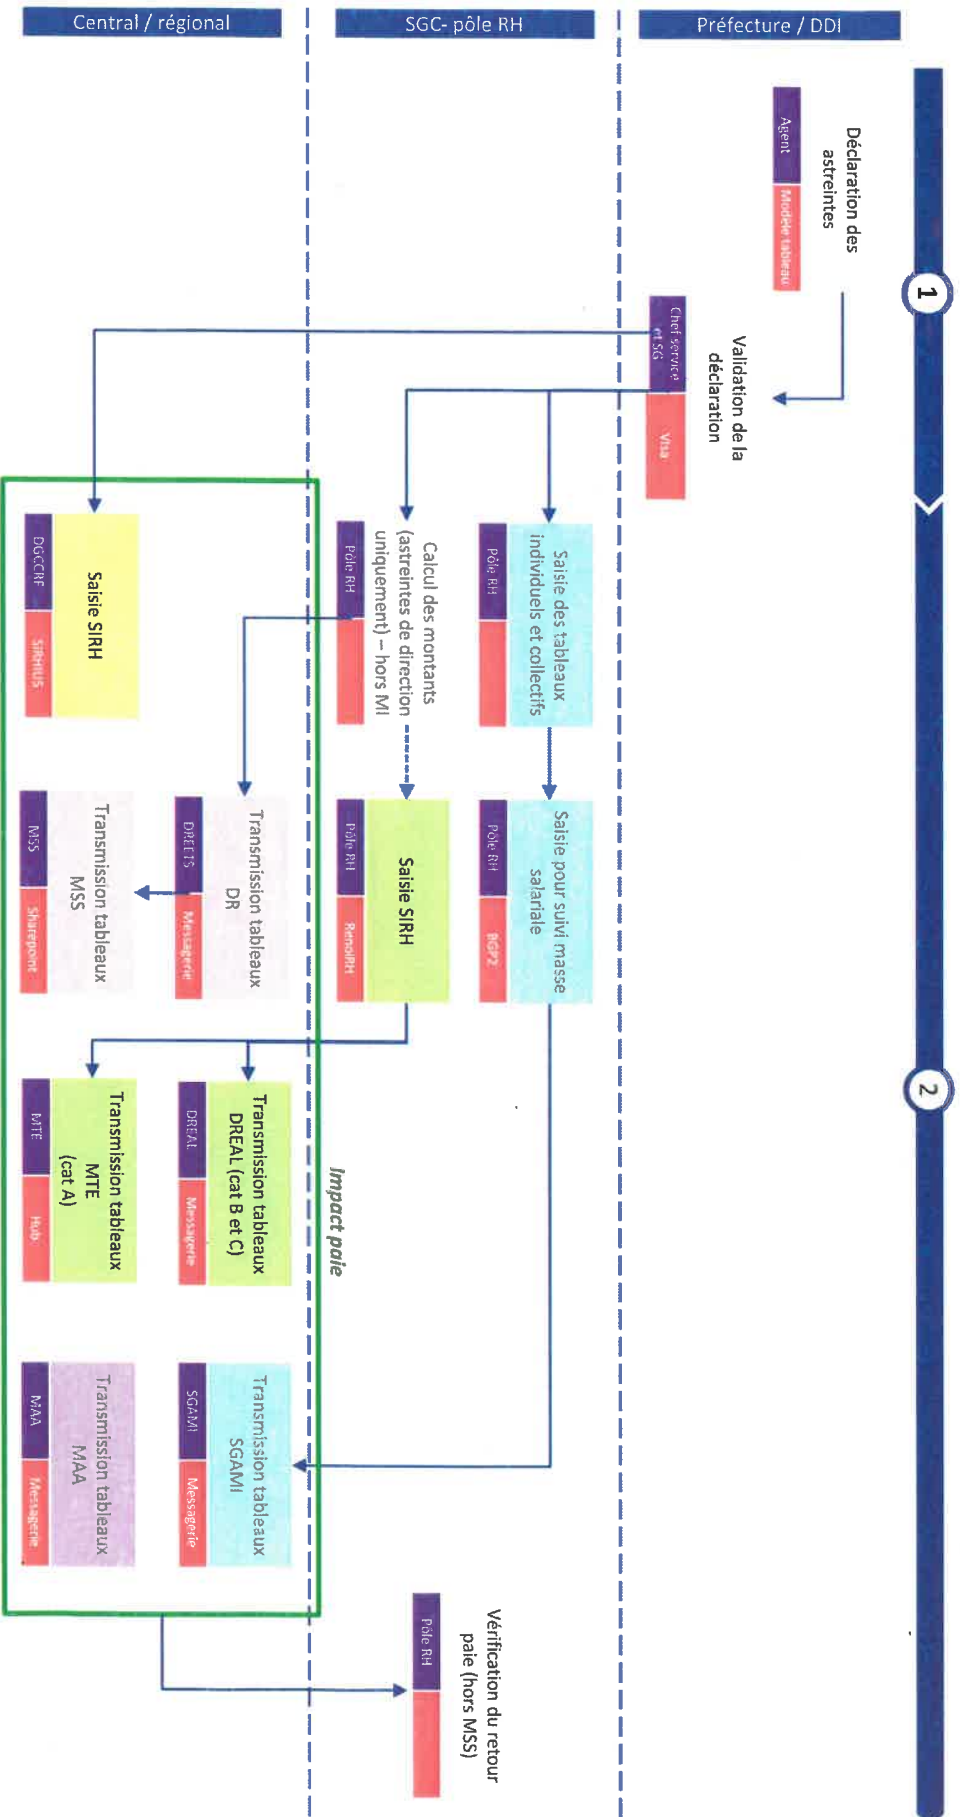 1
2
Préfecture / DDI
Déclaration des
astreintes
Agent
Modèle tableau
Validation de la
déclaration
Chef service
et SG
Visa
SGC- pôle RH
Saisie des tableaux
individuels et collectifs
Pôle RH
Saisie pour suivi masse
salariale
Pôle RH
BGP2
Calcul des montants
(astreintes de direction
uniquement) – hors MI
Pôle RH
Saisie SIRH
Pôle RH
RenoiRH
Vérification du retour
paie (hors MSS)
Pôle RH
Central / régional
Impact paie
Saisie SIRH
DGCCRF
SIRHIUS
Transmission tableaux
DR
DREETS
Messagerie
Transmission tableaux
MSS
MSS
Sharepoint
Transmission tableaux
DREAL (cat B et C)
DREAL
Messagerie
Transmission tableaux
MTE
(cat A)
MTE
Hub
Transmission tableaux
SGAMI
SGAMI
Messagerie
Transmission tableaux
MAA
MAA
Messagerie